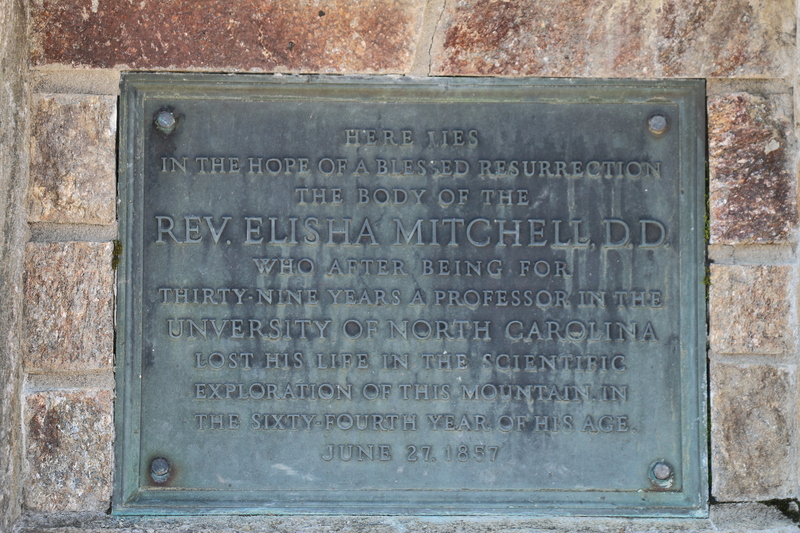 HERE LIES
IN THE HOPE OF A BLESSED RESURRECTION
THE BODY OF THE
REV. ELISHA MITCHELL, D.D.
WHO AFTER BEING FOR
THIRTY-NINE YEARS A PROFESSOR IN THE
UNVERSITY OF NORTH CAROLINA
LOST HIS LIFE IN THE SCIENTIFIC
EXPLORATION OF THIS MOUNTAIN, IN
THE SIXTY-FOURTH YEAR OF HIS AGE.
JUNE 27, 1857